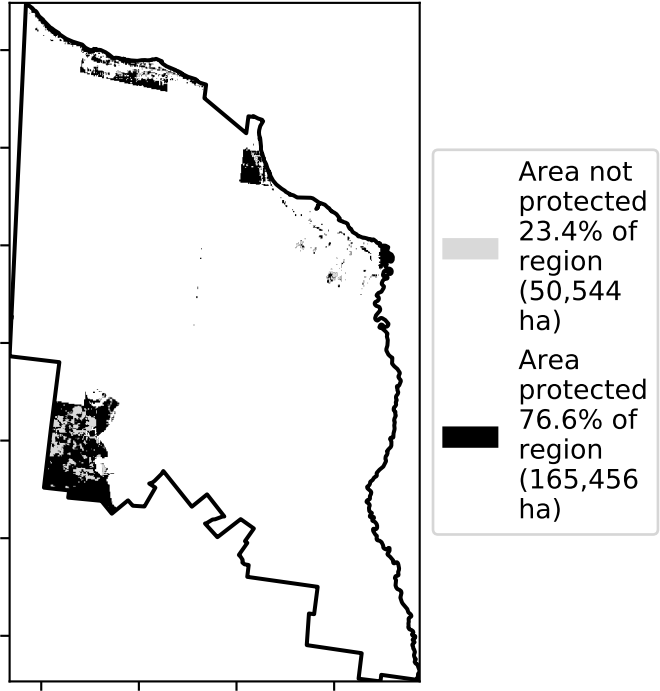 Area not
protected
23.4% of
region
(50,544
ha)
Area
protected
76.6% of
region
(165,456
ha)